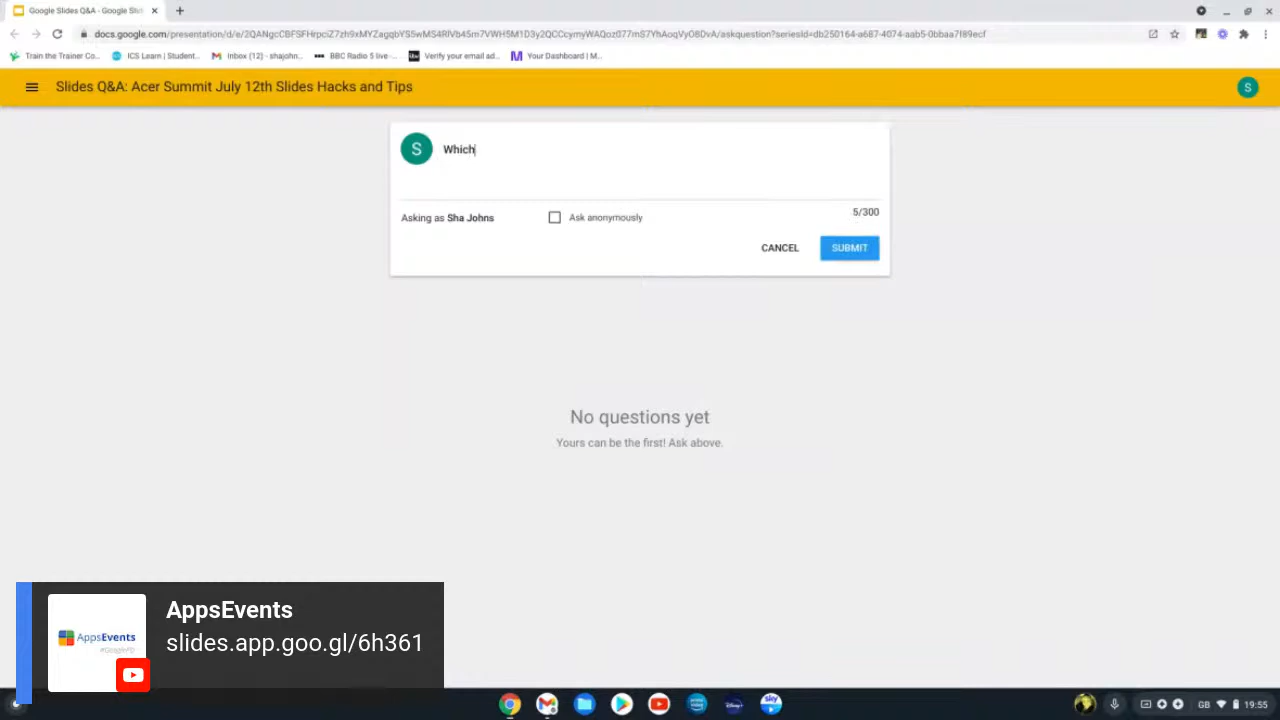 Google Slides Q&A - Google Slid
docs.google.com/presentation/d/e/2QANgcCBFSFHrpciZ7zh9xMYZagqbYS5wMS4RlVb45m7VWH5M1D3y2QCCcymyWAQoz077mS7YhAoqVyO8DvA/askquestion?seriesId=db250164-a687-4074-aab5-0bbaa7f89ecf
Train the Trainer Co...
ICS Learn | Student...
Inbox (12) - shajohn...
BBC Radio 5 live -...
Verify your email ad...
Your Dashboard | M...
Slides Q&A: Acer Summit July 12th Slides Hacks and Tips
S
S
Which
Asking as Sha Johns
Ask anonymously
5/300
CANCEL
SUBMIT
No questions yet
Yours can be the first! Ask above.
AppsEvents
slides.app.goo.gl/6h361
AppsEvents
#GooglePD
sky
GB
19:55